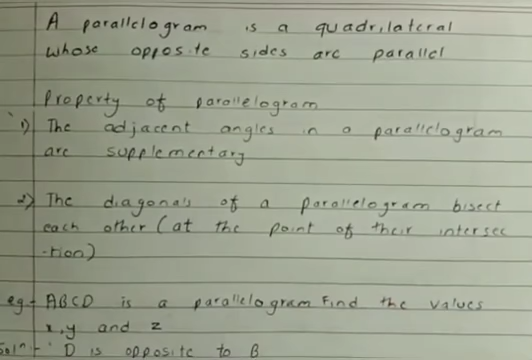 A parallelogram is a quadrilateral
whose opposite sides are parallel
Property of parallelogram
1) The adjacent angles in a parallelogram
are supplementary
2) The diagonals of a parallelogram bisect
each other (at the point of their intersec
-tion)
eg - ABCD is a parallelogram Find the values
x, y and z
Soln - D is opposite to B